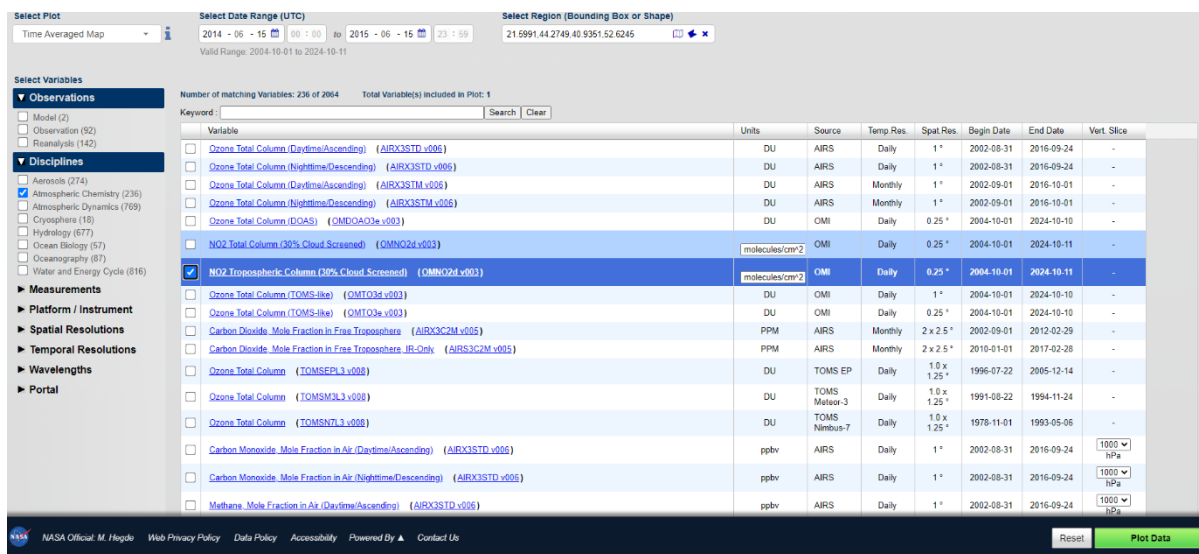 Select Plot
Select Date Range (UTC)
Select Region (Bounding Box or Shape)
Time Averaged Map
2014 - 06 - 15 00 : 00 to 2015 - 06 - 15 23 : 59
21.5991,44.2749,40.9351,52.6245
Valid Range: 2004-10-01 to 2024-10-11
Select Variables
Observations
Model (2)
Observation (92)
Reanalysis (142)
Disciplines
Aerosols (274)
Atmospheric Chemistry (236)
Atmospheric Dynamics (769)
Cryosphere (18)
Hydrology (677)
Ocean Biology (57)
Oceanography (87)
Water and Energy Cycle (816)
Measurements
Platform / Instrument
Spatial Resolutions
Temporal Resolutions
Wavelengths
Portal
Number of matching Variables: 236 of 2064 Total Variable(s) included in Plot: 1
Keyword : Search Clear
Variable Units Source Temp.Res. Spat.Res. Begin Date End Date Vert. Slice
Ozone Total Column (Daytime/Ascending) (AIRX3STD v006) DU AIRS Daily 1 ° 2002-08-31 2016-09-24 -
Ozone Total Column (Nighttime/Descending) (AIRX3STD v006) DU AIRS Daily 1 ° 2002-08-31 2016-09-24 -
Ozone Total Column (Daytime/Ascending) (AIRX3STM v006) DU AIRS Monthly 1 ° 2002-09-01 2016-10-01 -
Ozone Total Column (Nighttime/Descending) (AIRX3STM v006) DU AIRS Monthly 1 ° 2002-09-01 2016-10-01 -
Ozone Total Column (DOAS) (OMDOAO3e v003) DU OMI Daily 0.25 ° 2004-10-01 2024-10-10 -
NO2 Total Column (30% Cloud Screened) (OMNO2d v003) molecules/cm^2 OMI Daily 0.25 ° 2004-10-01 2024-10-11 -
NO2 Tropospheric Column (30% Cloud Screened) (OMNO2d v003) molecules/cm^2 OMI Daily 0.25 ° 2004-10-01 2024-10-11 -
Ozone Total Column (TOMS-like) (OMTO3d v003) DU OMI Daily 1 ° 2004-10-01 2024-10-10 -
Ozone Total Column (TOMS-like) (OMTO3e v003) DU OMI Daily 0.25 ° 2004-10-01 2024-10-10 -
Carbon Dioxide, Mole Fraction in Free Troposphere (AIRX3C2M v005) PPM AIRS Monthly 2 x 2.5 ° 2002-09-01 2012-02-29 -
Carbon Dioxide, Mole Fraction in Free Troposphere, IR-Only (AIRS3C2M v005) PPM AIRS Monthly 2 x 2.5 ° 2010-01-01 2017-02-28 -
Ozone Total Column (TOMSEPL3 v008) DU TOMS EP Daily 1.0 x 1.25 ° 1996-07-22 2005-12-14 -
Ozone Total Column (TOMSM3L3 v008) DU TOMS Meteor-3 Daily 1.0 x 1.25 ° 1991-08-22 1994-11-24 -
Ozone Total Column (TOMSN7L3 v008) DU TOMS Nimbus-7 Daily 1.0 x 1.25 ° 1978-11-01 1993-05-06 -
Carbon Monoxide, Mole Fraction in Air (Daytime/Ascending) (AIRX3STD v006) ppbv AIRS Daily 1 ° 2002-08-31 2016-09-24 1000 hPa
Carbon Monoxide, Mole Fraction in Air (Nighttime/Descending) (AIRX3STD v006) ppbv AIRS Daily 1 ° 2002-08-31 2016-09-24 1000 hPa
Methane, Mole Fraction in Air (Daytime/Ascending) (AIRX3STD v006) ppbv AIRS Daily 1 ° 2002-08-31 2016-09-24 1000 hPa
NASA NASA Official: M. Hegde Web Privacy Policy Data Policy Accessibility Powered By ▲ Contact Us Reset Plot Data